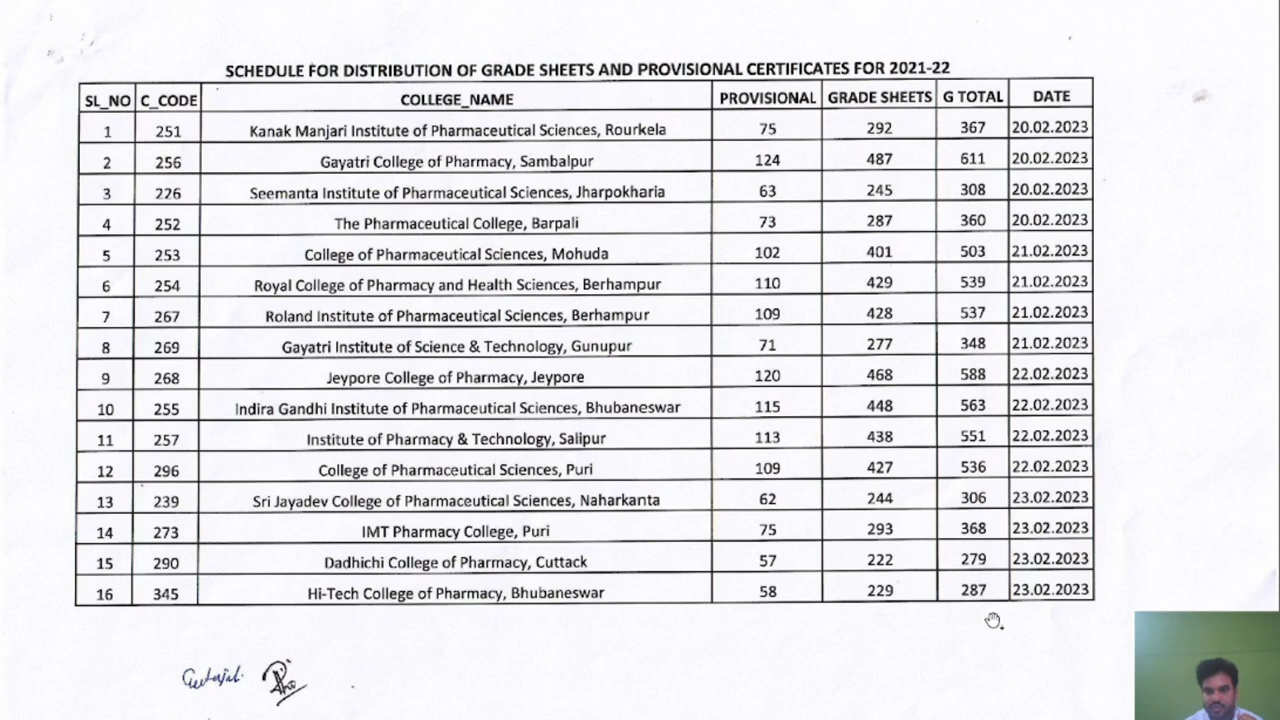 SCHEDULE FOR DISTRIBUTION OF GRADE SHEETS AND PROVISIONAL CERTIFICATES FOR 2021-22
SL_NO C_CODE COLLEGE_NAME PROVISIONAL GRADE SHEETS G TOTAL DATE
1 251 Kanak Manjari Institute of Pharmaceutical Sciences, Rourkela 75 292 367 20.02.2023
2 256 Gayatri College of Pharmacy, Sambalpur 124 487 611 20.02.2023
3 226 Seemanta Institute of Pharmaceutical Sciences, Jharpokharia 63 245 308 20.02.2023
4 252 The Pharmaceutical College, Barpali 73 287 360 20.02.2023
5 253 College of Pharmaceutical Sciences, Mohuda 102 401 503 21.02.2023
6 254 Royal College of Pharmacy and Health Sciences, Berhampur 110 429 539 21.02.2023
7 267 Roland Institute of Pharmaceutical Sciences, Berhampur 109 428 537 21.02.2023
8 269 Gayatri Institute of Science & Technology, Gunupur 71 277 348 21.02.2023
9 268 Jeypore College of Pharmacy, Jeypore 120 468 588 22.02.2023
10 255 Indira Gandhi Institute of Pharmaceutical Sciences, Bhubaneswar 115 448 563 22.02.2023
11 257 Institute of Pharmacy & Technology, Salipur 113 438 551 22.02.2023
12 296 College of Pharmaceutical Sciences, Puri 109 427 536 22.02.2023
13 239 Sri Jayadev College of Pharmaceutical Sciences, Naharkanta 62 244 306 23.02.2023
14 273 IMT Pharmacy College, Puri 75 293 368 23.02.2023
15 290 Dadhichi College of Pharmacy, Cuttack 57 222 279 23.02.2023
16 345 Hi-Tech College of Pharmacy, Bhubaneswar 58 229 287 23.02.2023